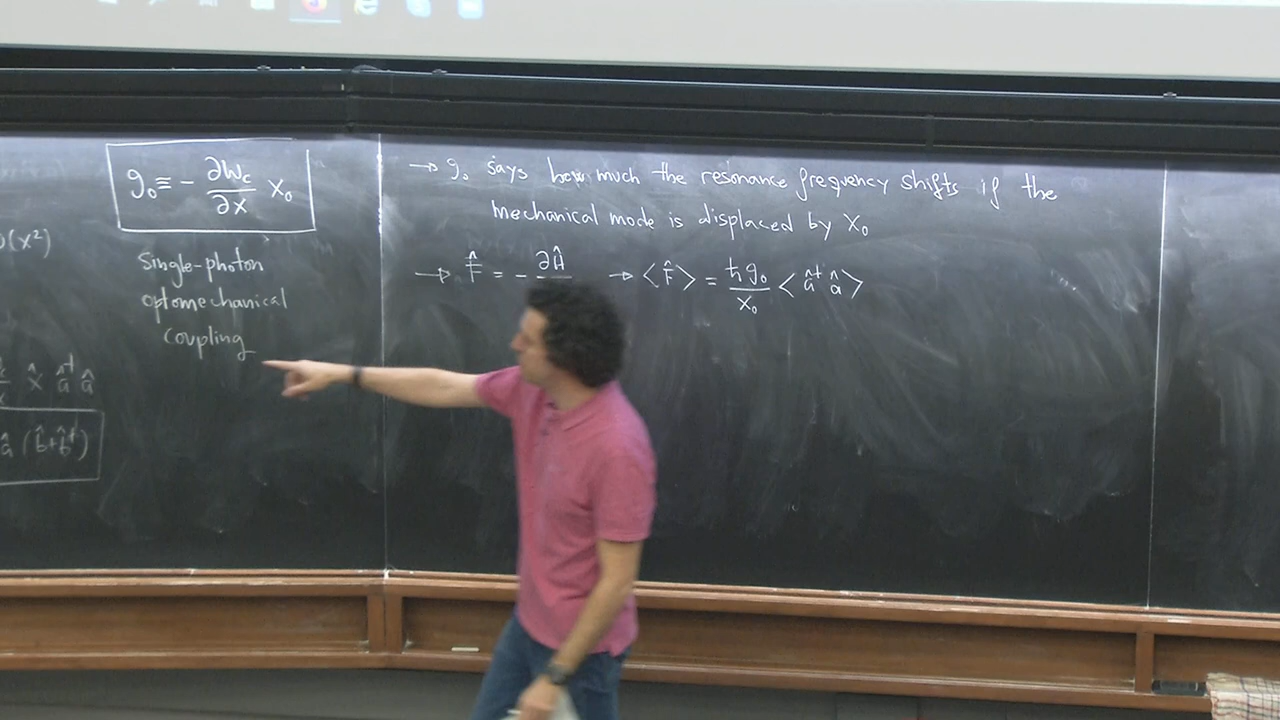 g₀ ≡ - ∂ω_c/∂x x₀
Single-photon
optomechanical
coupling
(x²)
x̂ â† â
â (b̂+b̂†)
→ g₀ says how much the resonance frequency shifts if the
mechanical mode is displaced by x₀
→ F̂ = - ∂Ĥ → ⟨F̂⟩ = ħg₀/x₀ ⟨â† â⟩